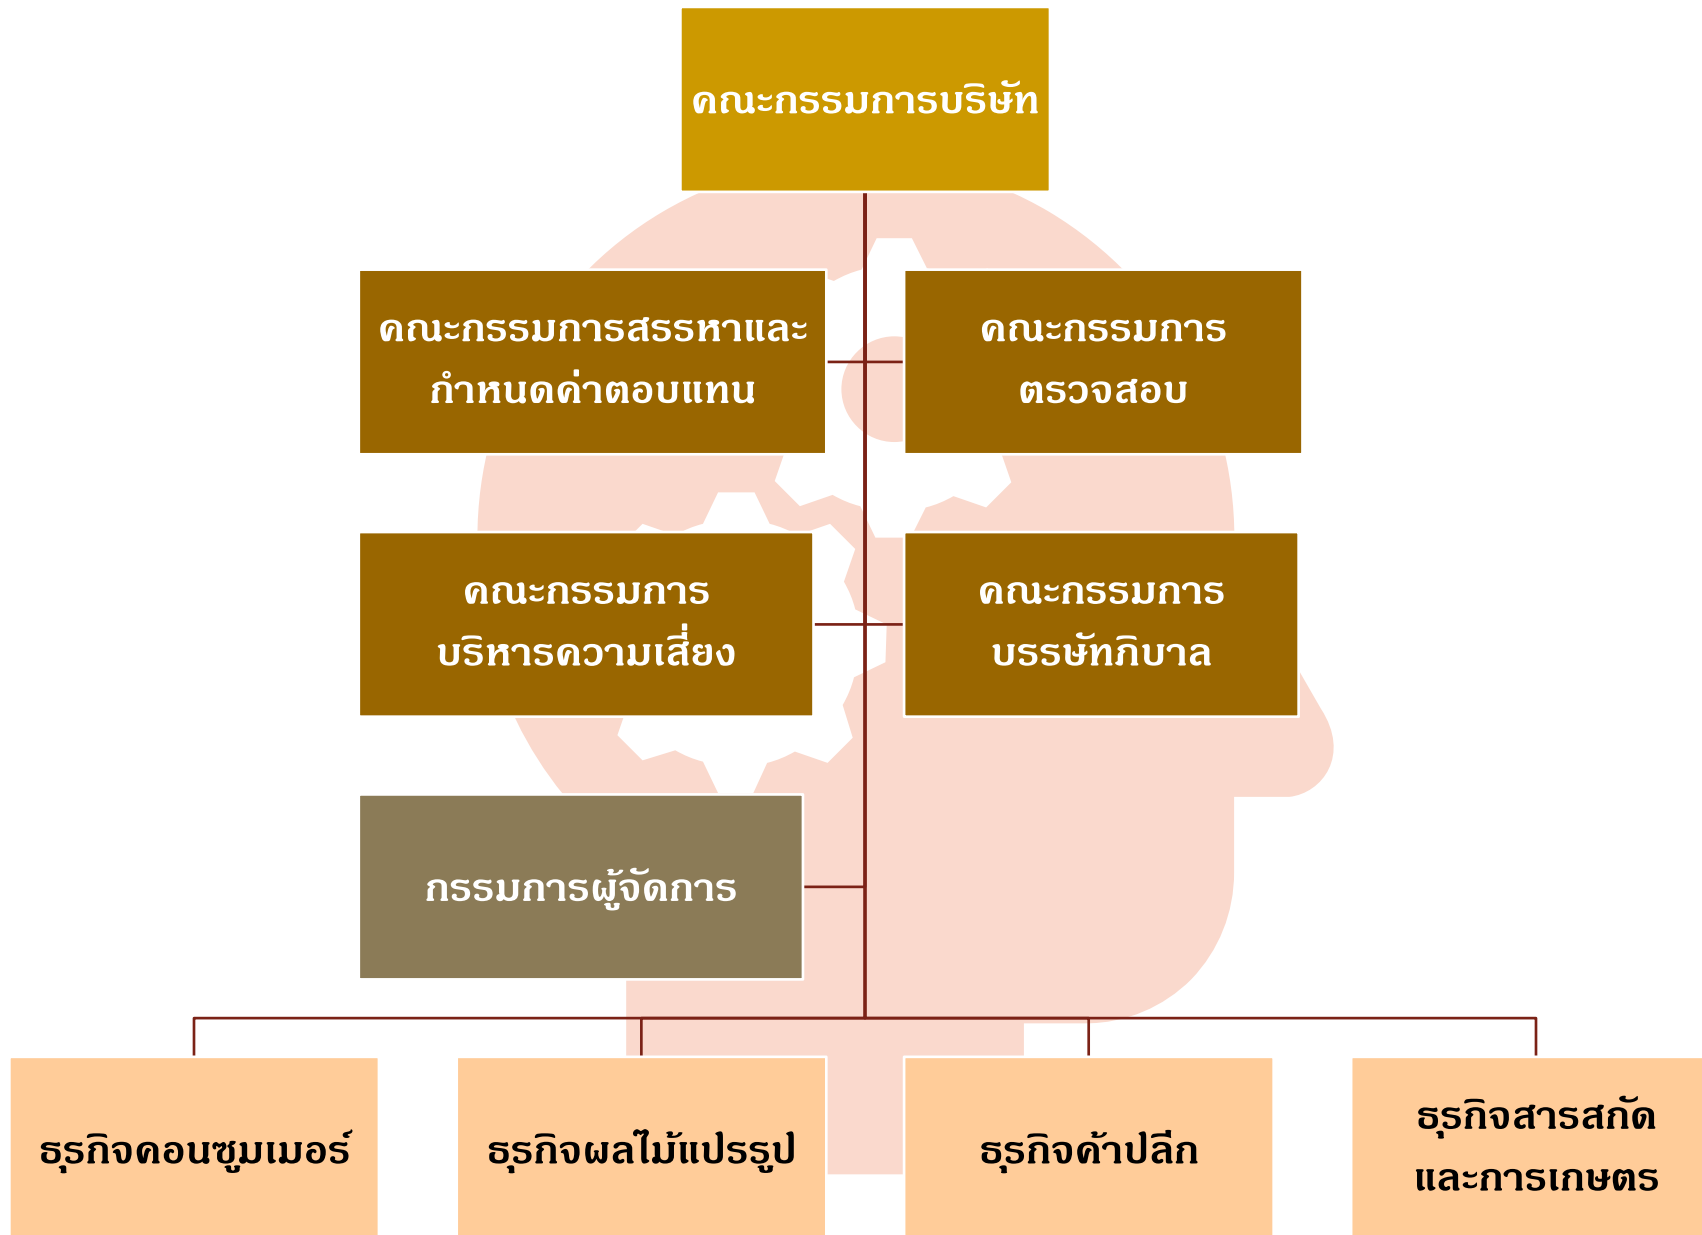 คณะกรรมการบริษัท
คณะกรรมการสรรหาและ
กำหนดค่าตอบแทน
คณะกรรมการ
ตรวจสอบ
คณะกรรมการ
บริหารความเสี่ยง
คณะกรรมการ
บรรษัทภิบาล
กรรมการผู้จัดการ
ธุรกิจคอนซูมเมอร์
ธุรกิจผลไม้แปรรูป
ธุรกิจค้าปลีก
ธุรกิจสารสกัด
และการเกษตร